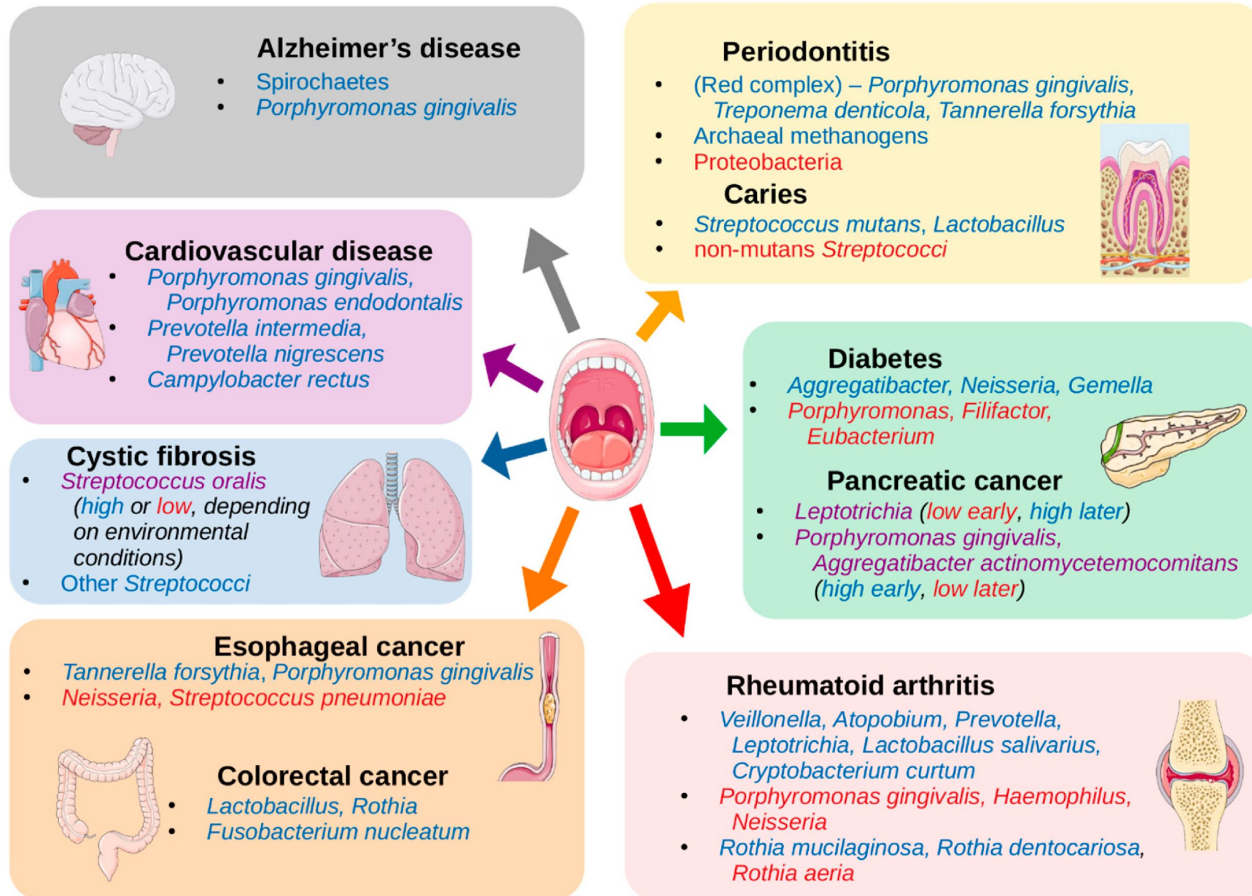 Alzheimer's disease
• Spirochaetes
• Porphyromonas gingivalis
Periodontitis
• (Red complex) – Porphyromonas gingivalis,
Treponema denticola, Tannerella forsythia
• Archaeal methanogens
• Proteobacteria
Caries
• Streptococcus mutans, Lactobacillus
• non-mutans Streptococci
Cardiovascular disease
• Porphyromonas gingivalis,
Porphyromonas endodontalis
• Prevotella intermedia,
Prevotella nigrescens
• Campylobacter rectus
Diabetes
• Aggregatibacter, Neisseria, Gemella
• Porphyromonas, Filifactor,
Eubacterium
Pancreatic cancer
• Leptotrichia (low early, high later)
• Porphyromonas gingivalis,
Aggregatibacter actinomycetemcomitans
(high early, low later)
Cystic fibrosis
• Streptococcus oralis
(high or low, depending
on environmental
conditions)
• Other Streptococci
Esophageal cancer
• Tannerella forsythia, Porphyromonas gingivalis
• Neisseria, Streptococcus pneumoniae
Colorectal cancer
• Lactobacillus, Rothia
• Fusobacterium nucleatum
Rheumatoid arthritis
• Veillonella, Atopobium, Prevotella,
Leptotrichia, Lactobacillus salivarius,
Cryptobacterium curtum
• Porphyromonas gingivalis, Haemophilus,
Neisseria
• Rothia mucilaginosa, Rothia dentocariosa,
Rothia aeria